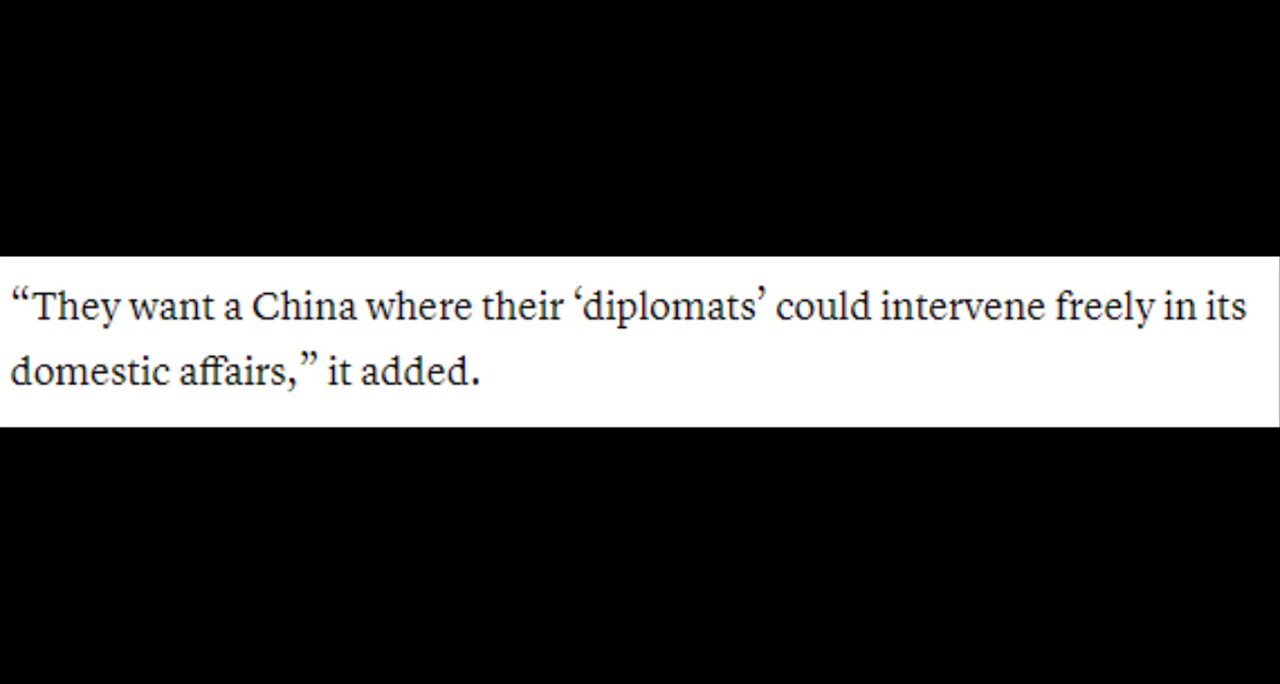 “They want a China where their ‘diplomats’ could intervene freely in its
domestic affairs,” it added.